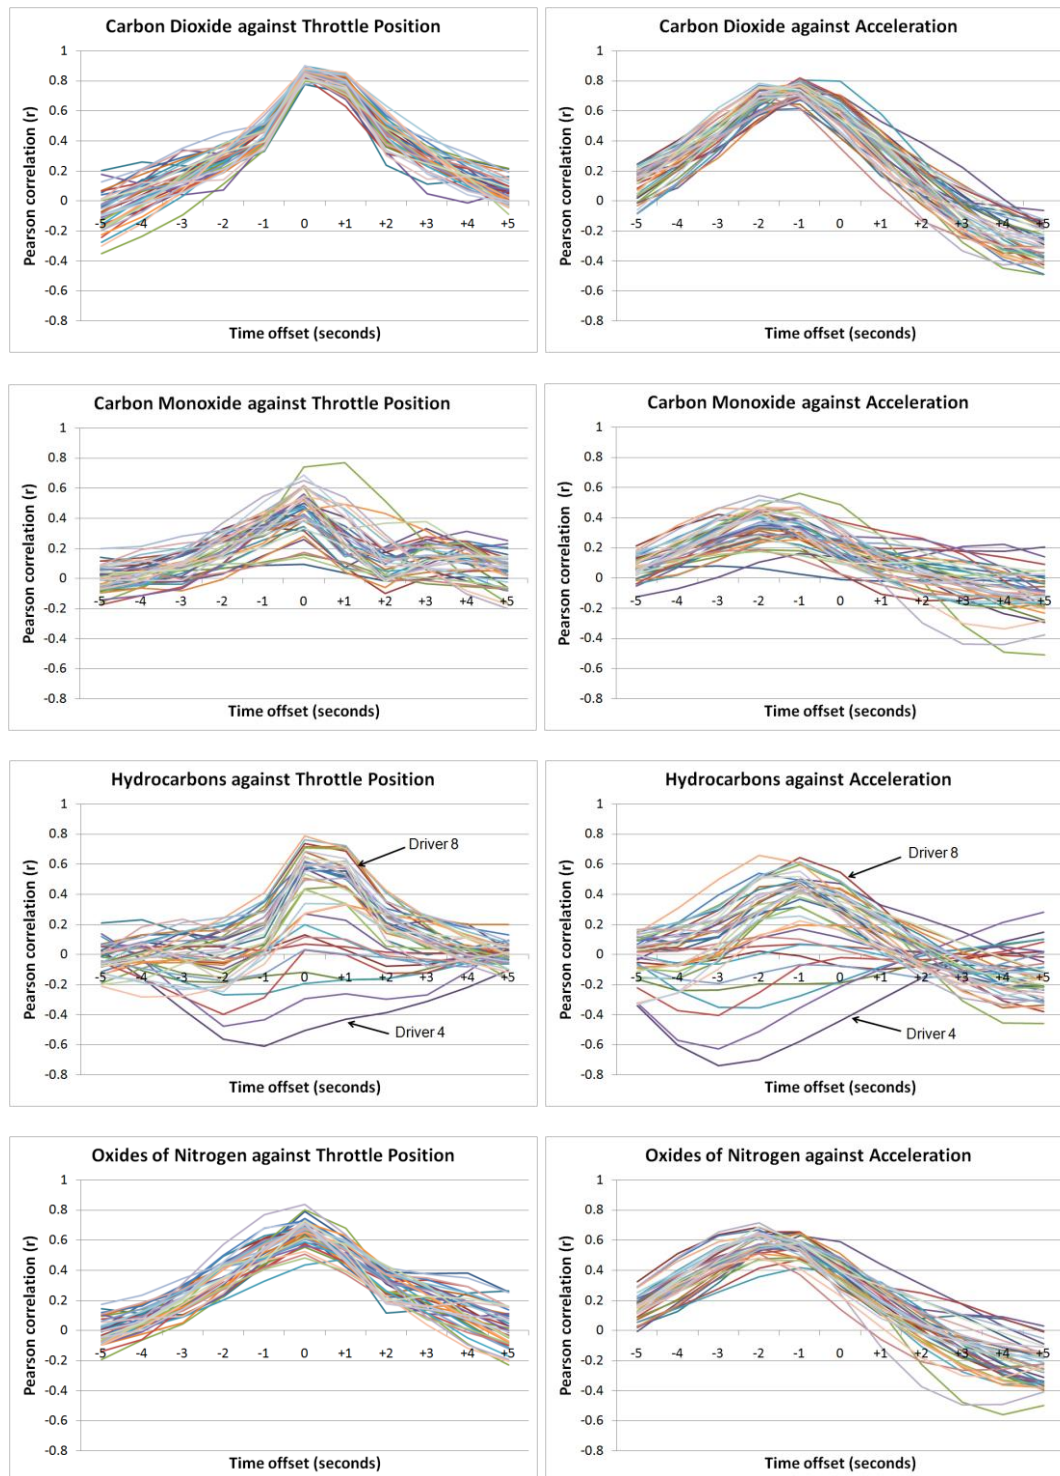 Carbon Dioxide against Throttle Position
Pearson correlation (r)
1
0.8
0.6
0.4
0.2
0
-0.2
-0.4
-0.6
-0.8
-5 -4 -3 -2 -1 0 +1 +2 +3 +4 +5
Time offset (seconds)
Carbon Dioxide against Acceleration
Pearson correlation (r)
1
0.8
0.6
0.4
0.2
0
-0.2
-0.4
-0.6
-0.8
-5 -4 -3 -2 -1 0 +1 +2 +3 +4 +5
Time offset (seconds)
Carbon Monoxide against Throttle Position
Pearson correlation (r)
1
0.8
0.6
0.4
0.2
0
-0.2
-0.4
-0.6
-0.8
-5 -4 -3 -2 -1 0 +1 +2 +3 +4 +5
Time offset (seconds)
Carbon Monoxide against Acceleration
Pearson correlation (r)
1
0.8
0.6
0.4
0.2
0
-0.2
-0.4
-0.6
-0.8
-5 -4 -3 -2 -1 0 +1 +2 +3 +4 +5
Time offset (seconds)
Hydrocarbons against Throttle Position
Pearson correlation (r)
1
0.8
0.6
0.4
0.2
0
-0.2
-0.4
-0.6
-0.8
Driver 8
-5 -4 -3 -2 -1 0 +1 +2 +3 +4 +5
Driver 4
Time offset (seconds)
Hydrocarbons against Acceleration
Pearson correlation (r)
1
0.8
0.6
0.4
0.2
0
-0.2
-0.4
-0.6
-0.8
Driver 8
-5 -4 -3 -2 -1 0 +1 +2 +3 +4 +5
Driver 4
Time offset (seconds)
Oxides of Nitrogen against Throttle Position
Pearson correlation (r)
1
0.8
0.6
0.4
0.2
0
-0.2
-0.4
-0.6
-0.8
-5 -4 -3 -2 -1 0 +1 +2 +3 +4 +5
Time offset (seconds)
Oxides of Nitrogen against Acceleration
Pearson correlation (r)
1
0.8
0.6
0.4
0.2
0
-0.2
-0.4
-0.6
-0.8
-5 -4 -3 -2 -1 0 +1 +2 +3 +4 +5
Time offset (seconds)